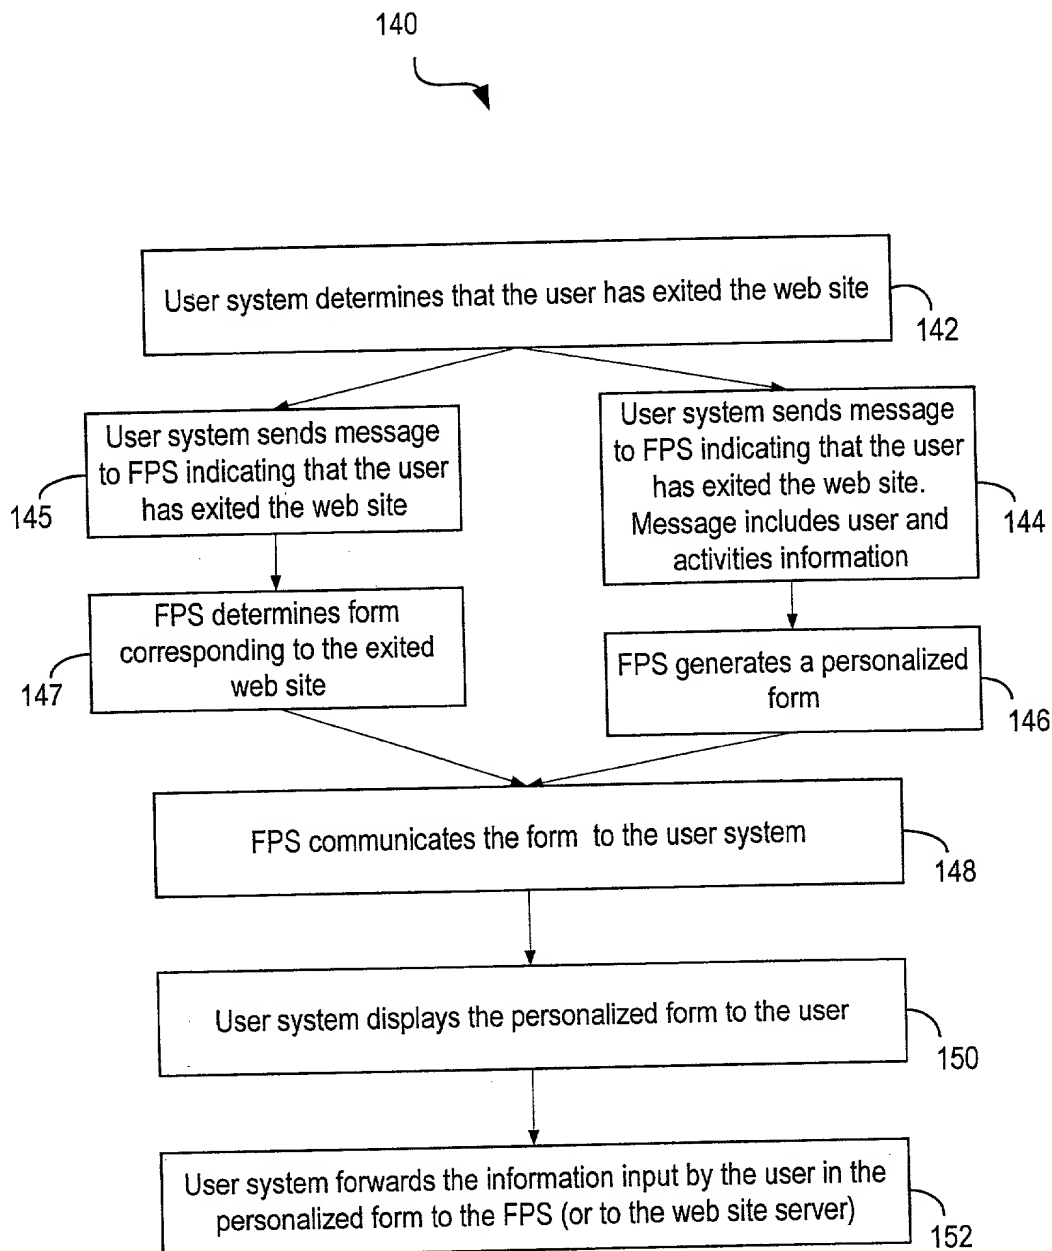 140
User system determines that the user has exited the web site
142
User system sends message
to FPS indicating that the user
has exited the web site
145
User system sends message
to FPS indicating that the user
has exited the web site.
Message includes user and
activities information
144
FPS determines form
corresponding to the exited
web site
147
FPS generates a personalized
form
146
FPS communicates the form to the user system
148
User system displays the personalized form to the user
150
User system forwards the information input by the user in the
personalized form to the FPS (or to the web site server)
152